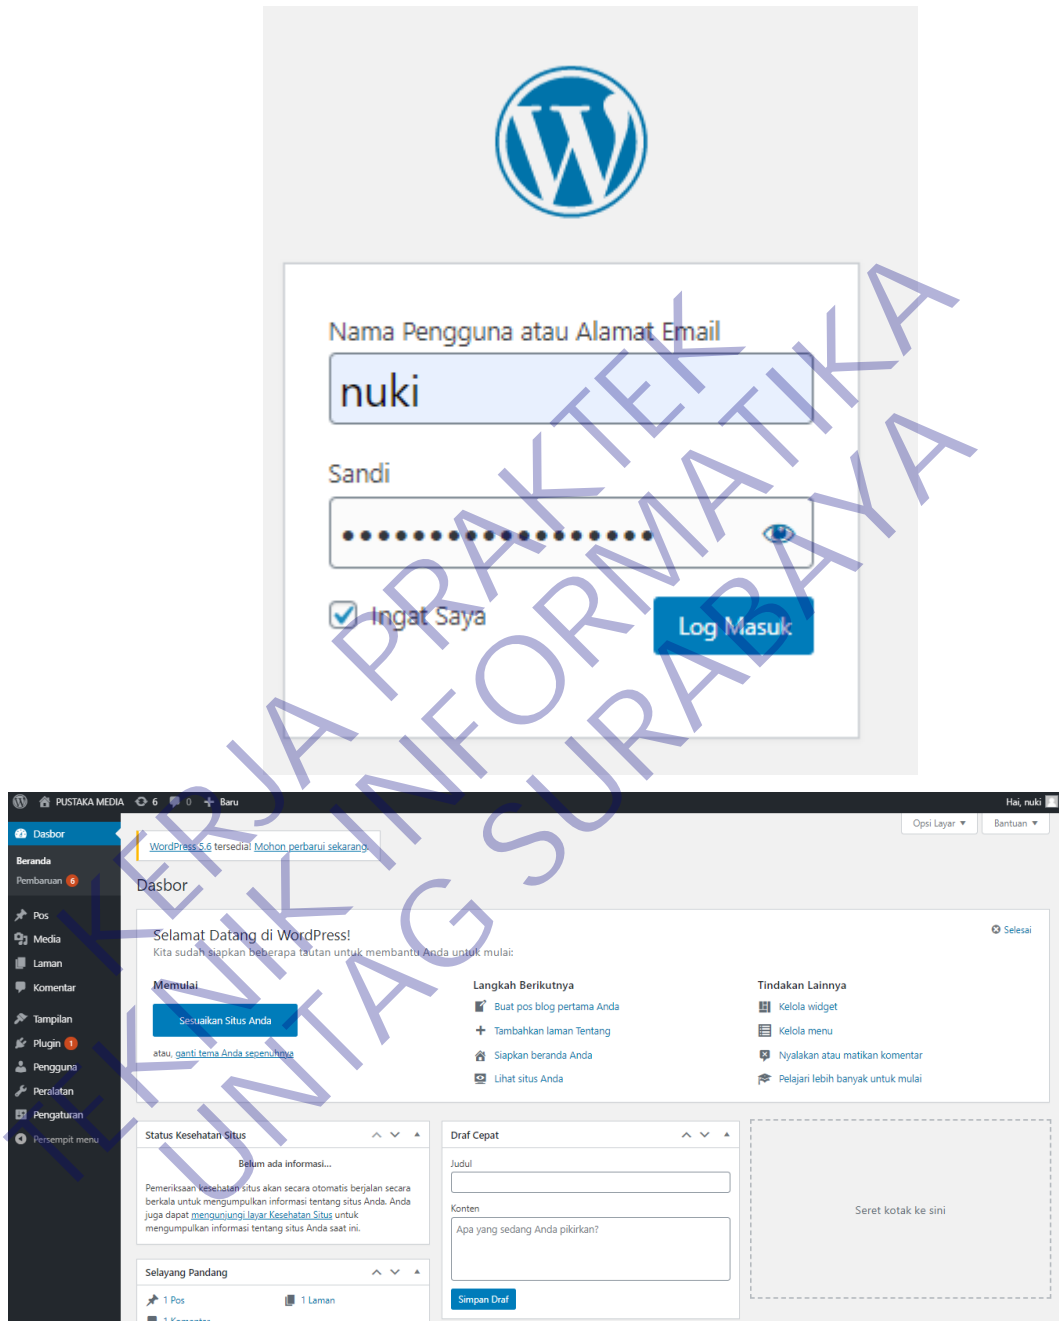 Nama Pengguna atau Alamat Email
nuki
Sandi
Ingat Saya
Log Masuk
KERJA PRAKTEK
TEKNIK INFORMATIKA
UNTAG SURABAYA
PUSTAKA MEDIA 6 0 + Baru
Hai, nuki
Opsi Layar
Bantuan
Dasbor
Beranda
Pembaruan 6
Pos
Media
Laman
Komentar
Tampilan
Plugin 1
Pengguna
Peralatan
Pengaturan
Persempit menu
WordPress 5.6 tersedia! Mohon perbarui sekarang.
Dasbor
Selamat Datang di WordPress!
Kita sudah siapkan beberapa tautan untuk membantu Anda untuk mulai:
Selesai
Memulai
Sesuaikan Situs Anda
atau, ganti tema Anda sepenuhnya
Langkah Berikutnya
Buat pos blog pertama Anda
Tambahkan laman Tentang
Siapkan beranda Anda
Lihat situs Anda
Tindakan Lainnya
Kelola widget
Kelola menu
Nyalakan atau matikan komentar
Pelajari lebih banyak untuk mulai
Status Kesehatan Situs
Belum ada informasi...
Pemeriksaan kesehatan situs akan secara otomatis berjalan secara
berkala untuk mengumpulkan informasi tentang situs Anda. Anda
juga dapat mengunjungi layar Kesehatan Situs untuk
mengumpulkan informasi tentang situs Anda saat ini.
Selayang Pandang
1 Pos
1 Laman
1 Komentar
Draf Cepat
Judul
Konten
Apa yang sedang Anda pikirkan?
Simpan Draf
Seret kotak ke sini